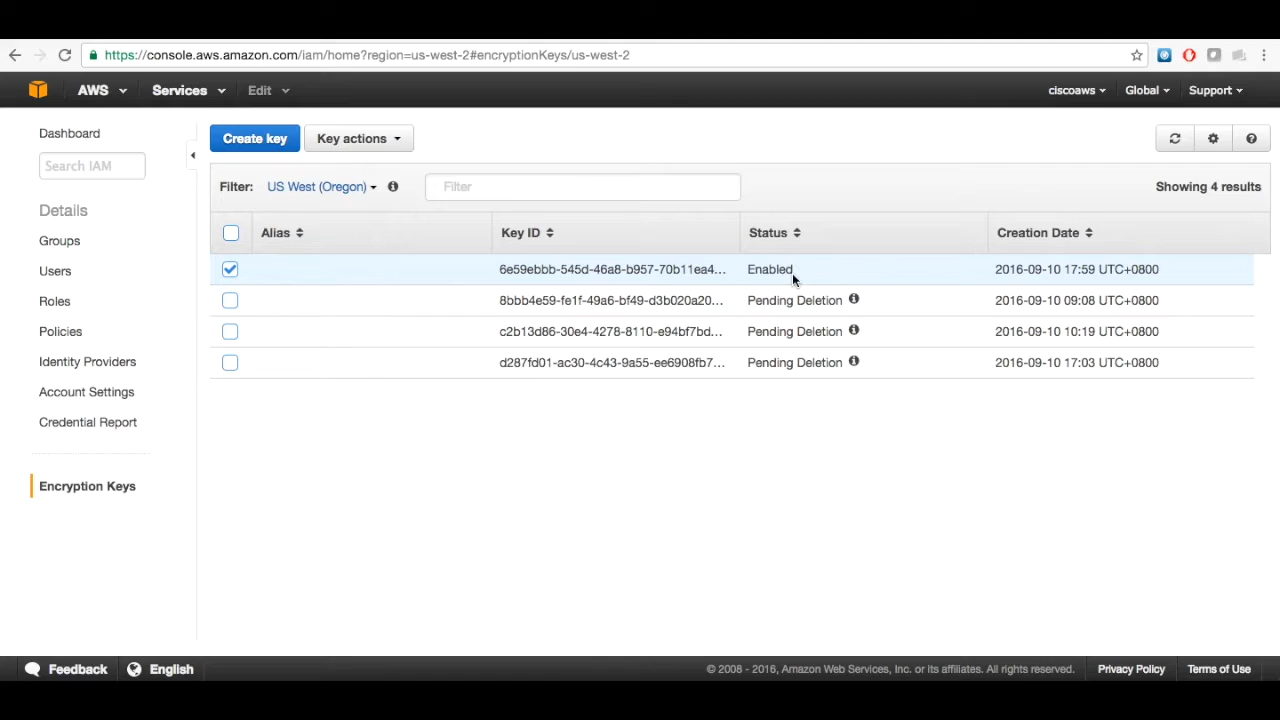 https://console.aws.amazon.com/iam/home?region=us-west-2#encryptionKeys/us-west-2
AWS Services Edit ciscoaws Global Support
Dashboard
Search IAM
Details
Groups
Users
Roles
Policies
Identity Providers
Account Settings
Credential Report
Encryption Keys
Create key Key actions
Filter: US West (Oregon) Filter Showing 4 results
Alias Key ID Status Creation Date
6e59ebbb-545d-46a8-b957-70b11ea4... Enabled 2016-09-10 17:59 UTC+0800
8bbb4e59-fe1f-49a6-bf49-d3b020a20... Pending Deletion 2016-09-10 09:08 UTC+0800
c2b13d86-30e4-4278-8110-e94bf7bd... Pending Deletion 2016-09-10 10:19 UTC+0800
d287fd01-ac30-4c43-9a55-ee6908fb7... Pending Deletion 2016-09-10 17:03 UTC+0800
Feedback English © 2008 - 2016, Amazon Web Services, Inc. or its affiliates. All rights reserved. Privacy Policy Terms of Use